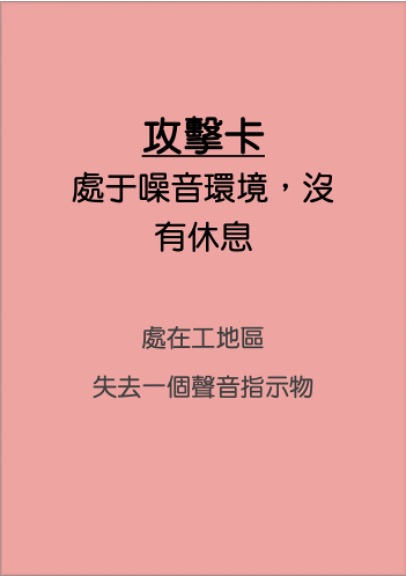 攻擊卡
處于噪音環境，沒
有休息
處在工地區
失去一個聲音指示物